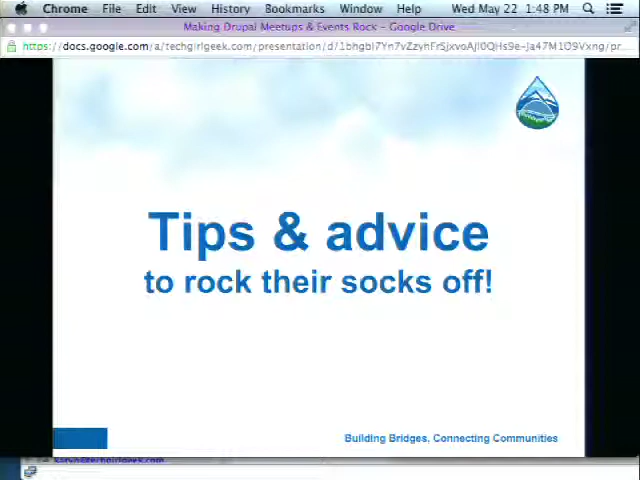 Chrome File Edit View History Bookmarks Window Help Wed May 22 1:48 PM
Making Drupal Meetups & Events Rock – Google Drive
Tips & advice
to rock their socks off!
Building Bridges, Connecting Communities